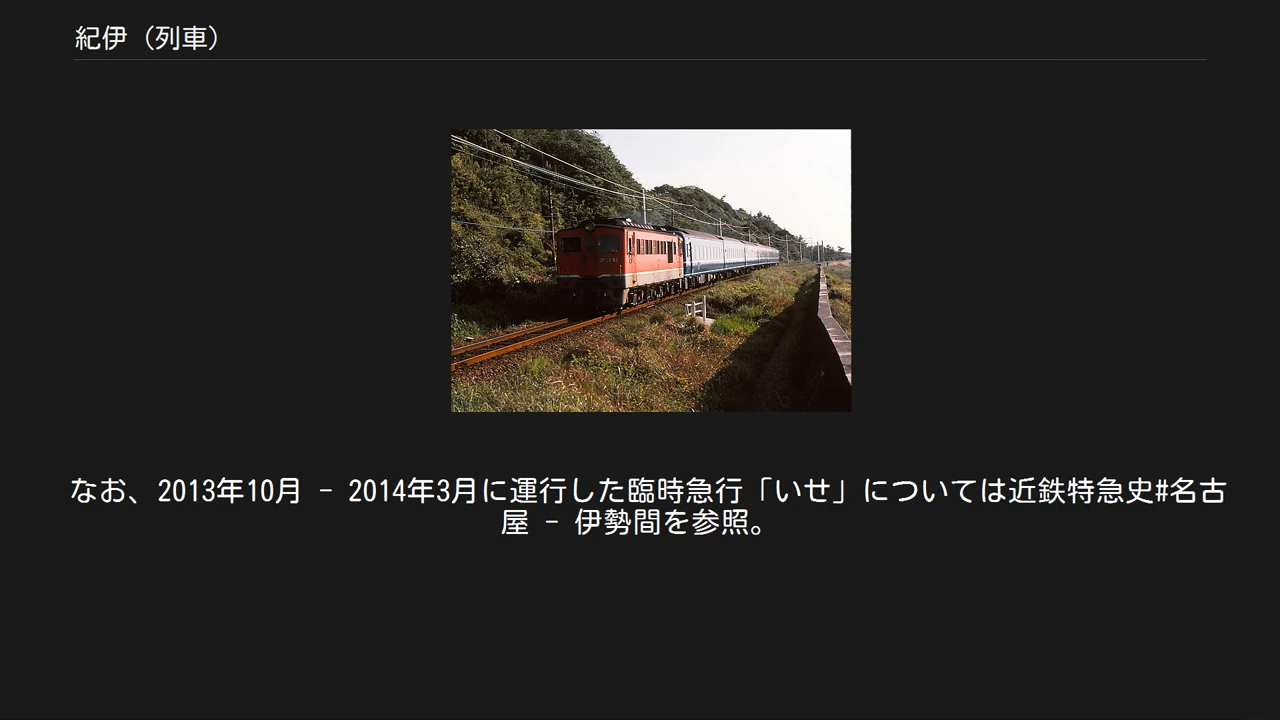 紀伊（列車）
なお、2013年10月 － 2014年3月に運行した臨時急行「いせ」については近鉄特急史#名古
屋 － 伊勢間を参照。